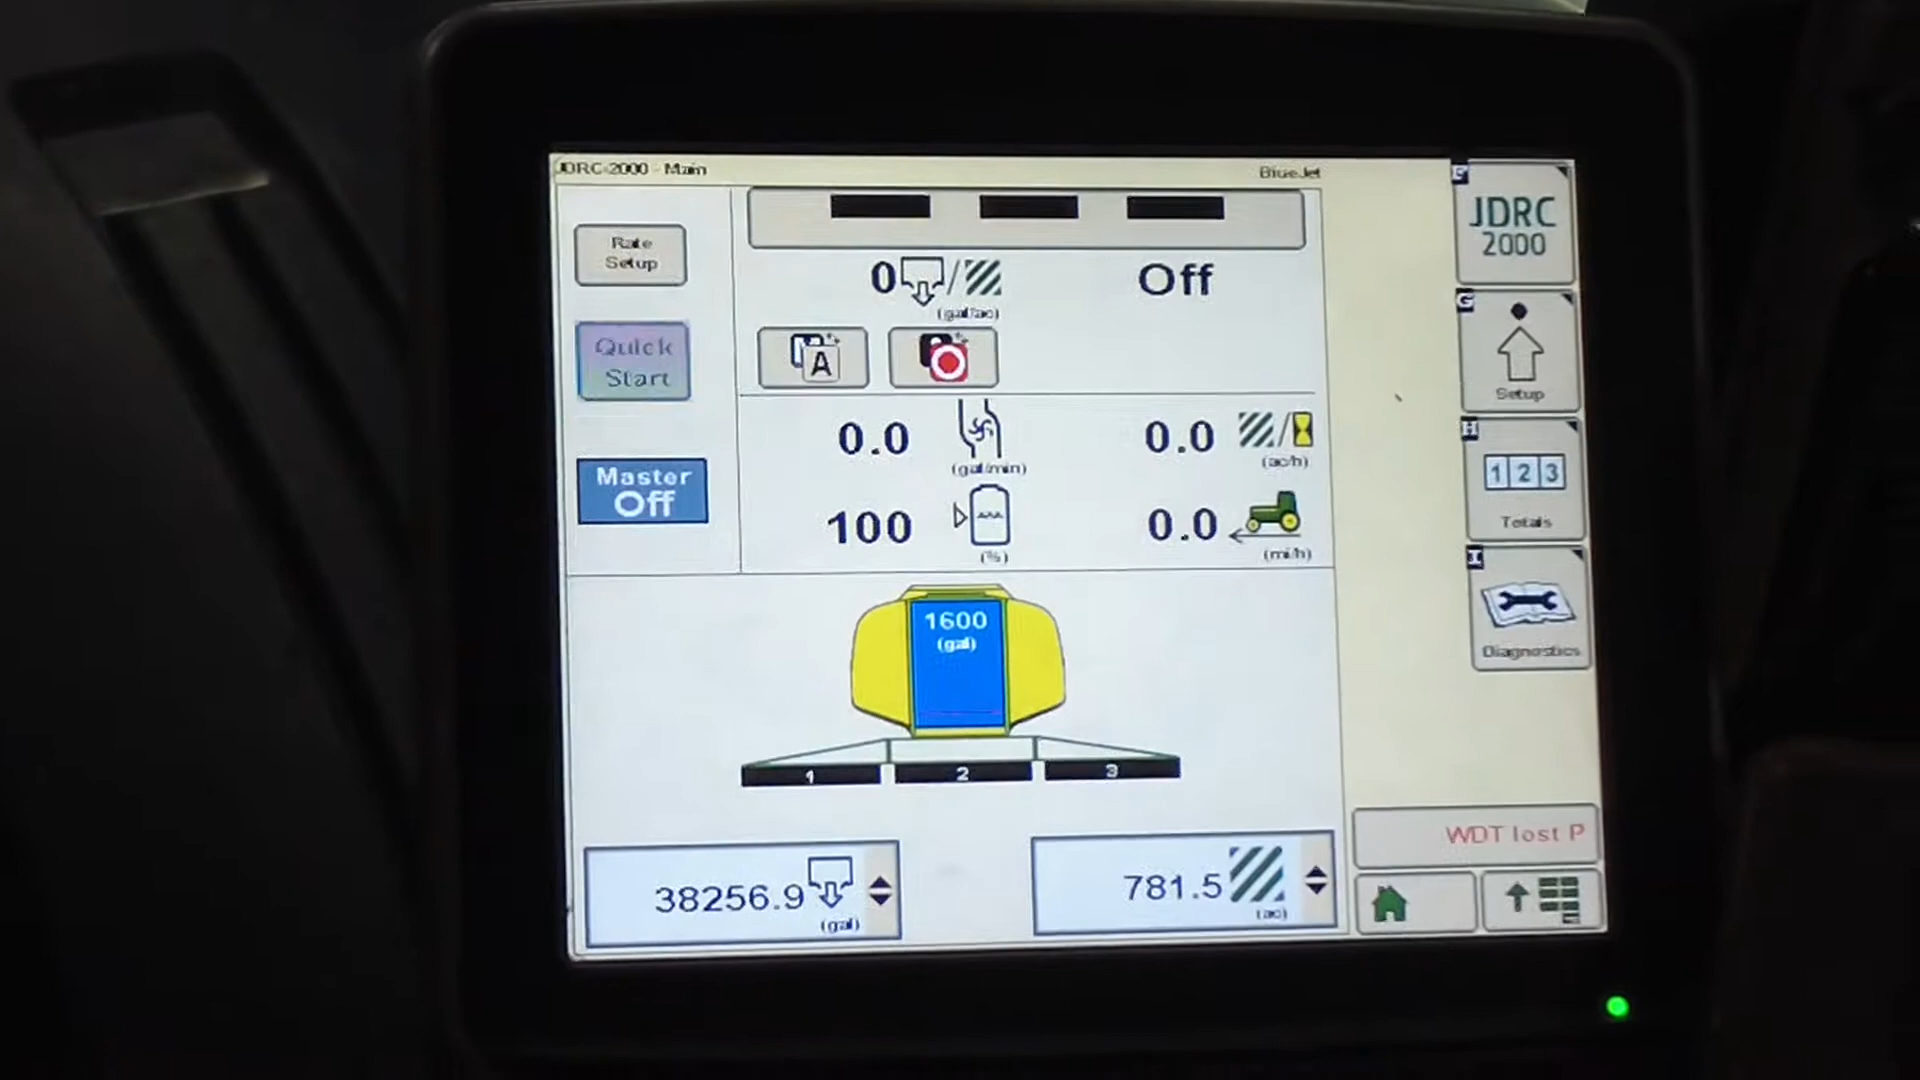 JDRC-2000 - Main
BlueJet
Rate
Setup
Quick
Start
Master
Off
0
/
(gal/ac)
Off
A
0.0
(gal/min)
0.0
/
(ac/h)
100
(%)
0.0
(mi/h)
1600
(gal)
1
2
3
38256.9
(gal)
781.5
(ac)
F
JDRC
2000
G
Setup
H
1 2 3
Totals
I
Diagnostics
WDT lost P